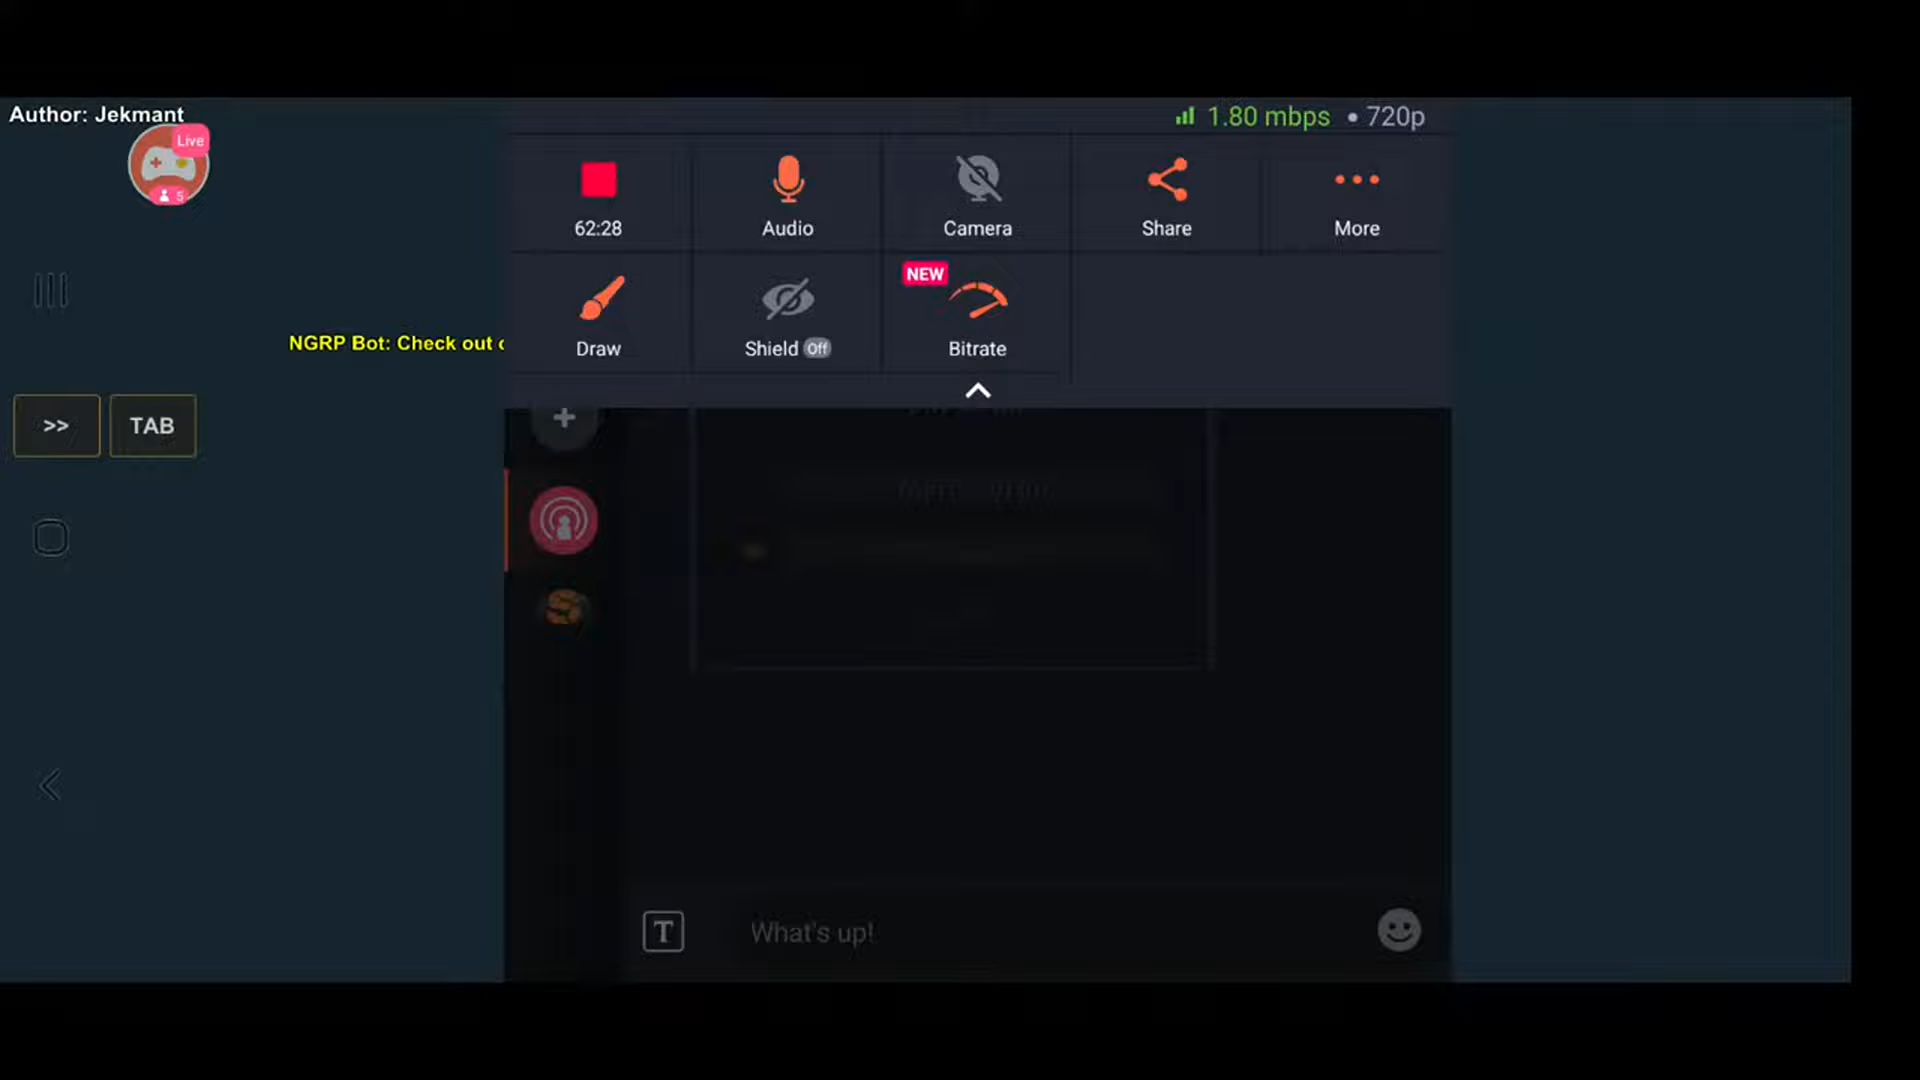 Author: Jekmant
1.80 mbps • 720p
Live
5
62:28
Audio
Camera
Share
More
NEW
NGRP Bot: Check out
Draw
Shield Off
Bitrate
>>
TAB
T
What's up!